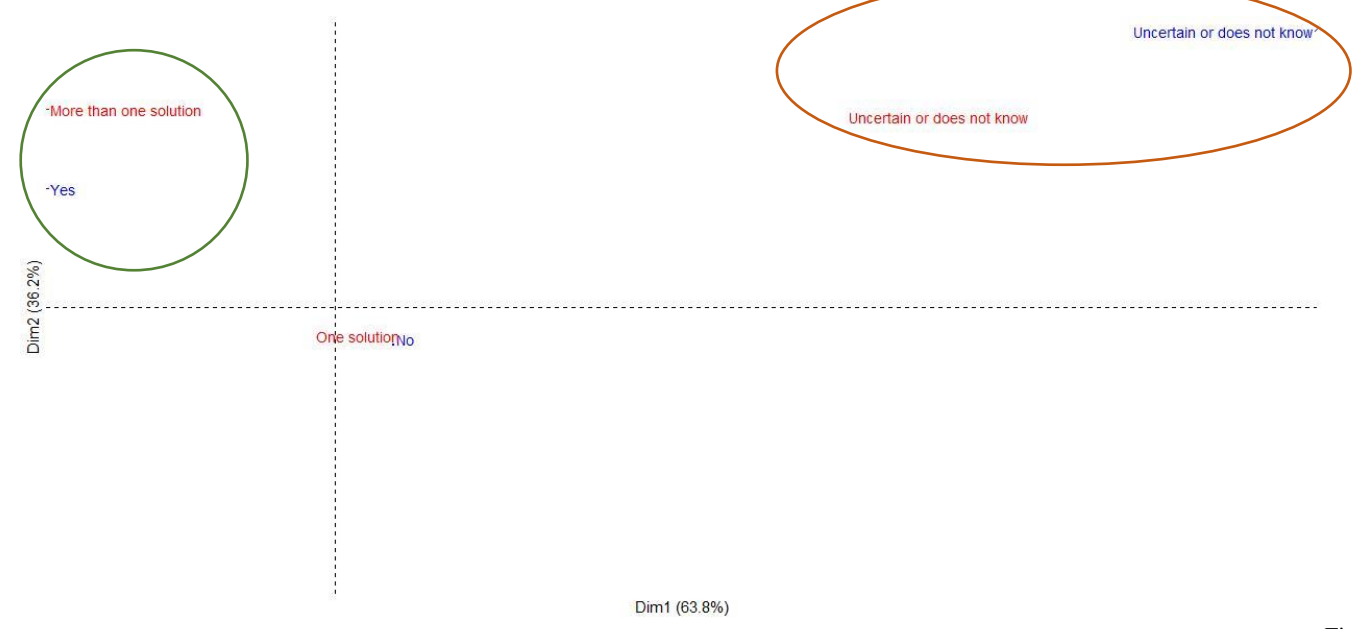 Uncertain or does not know
-More than one solution
Uncertain or does not know
-Yes
Dim2 (36.2%)
One solution
No
Dim1 (63.8%)